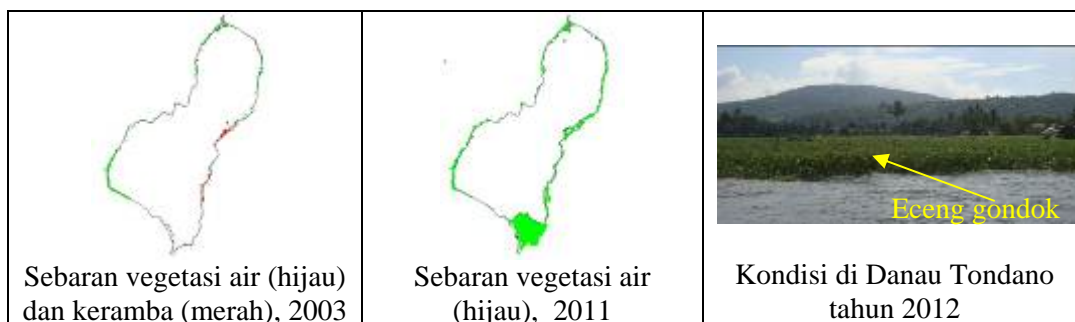 Eceng gondok
Sebaran vegetasi air (hijau)
dan keramba (merah), 2003
Sebaran vegetasi air
(hijau),  2011
Kondisi di Danau Tondano
tahun 2012